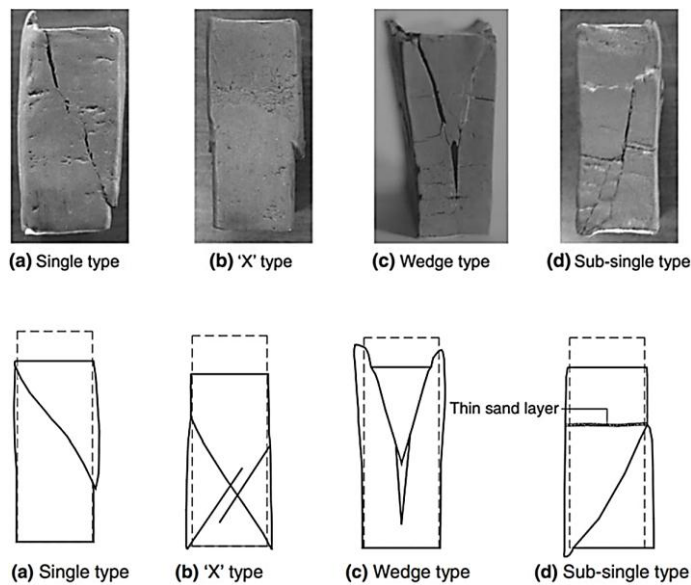 (a) Single type
(b) ‘X’ type
(c) Wedge type
(d) Sub-single type
Thin sand layer
(a) Single type
(b) ‘X’ type
(c) Wedge type
(d) Sub-single type